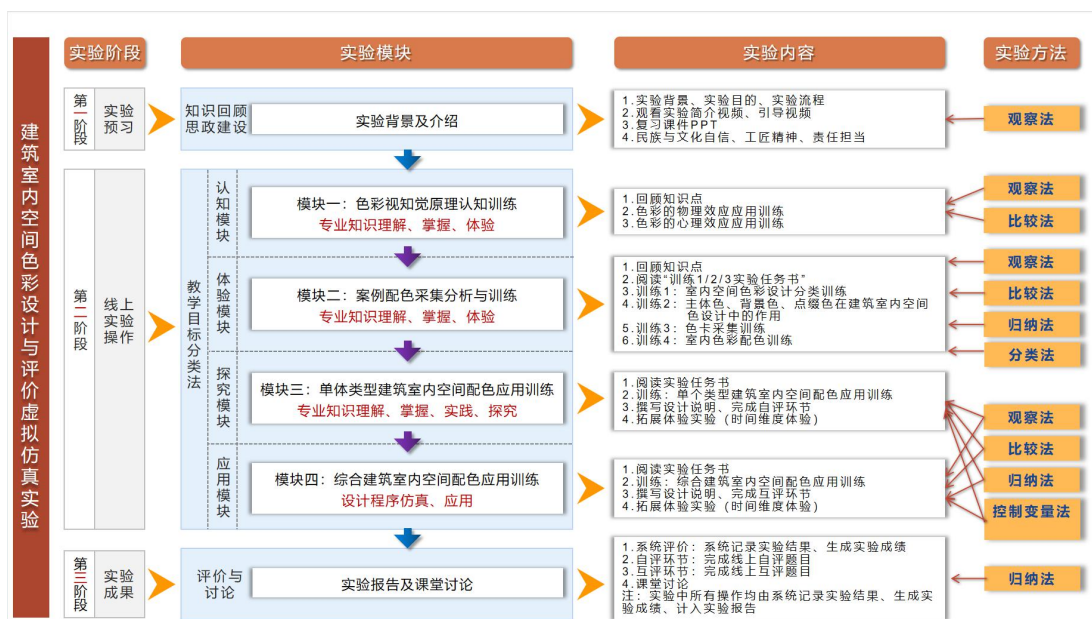 建筑室内空间色彩设计与评价虚拟仿真实验
实验阶段
实验模块
实验内容
实验方法
第一阶段
实验
预习
知识回顾
思政建设
实验背景及介绍
1.实验背景、实验目的、实验流程
2.观看实验简介视频、引导视频
3.复习课件PPT
4.民族与文化自信、工匠精神、责任担当
观察法
第二阶段
线上
实验
操作
教学目标分类法
认知模块
模块一：色彩视知觉原理认知训练
专业知识理解、掌握、体验
1.回顾知识点
2.色彩的物理效应应用训练
3.色彩的心理效应应用训练
观察法
比较法
体验模块
模块二：案例配色采集分析与训练
专业知识理解、掌握、体验
1.回顾知识点
2.阅读“训练1/2/3实验任务书”
3.训练1：室内空间色彩设计分类训练
4.训练2：主体色、背景色、点缀色在建筑室内空间
色设计中的作用
5.训练3：色卡采集训练
6.训练4：室内色彩配色训练
观察法
比较法
归纳法
分类法
探究模块
模块三：单体类型建筑室内空间配色应用训练
专业知识理解、掌握、实践、探究
1.阅读实验任务书
2.训练：单个类型建筑室内空间配色应用训练
3.撰写设计说明、完成自评环节
4.拓展体验实验（时间维度体验）
应用模块
模块四：综合建筑室内空间配色应用训练
设计程序仿真、应用
1.阅读实验任务书
2.训练：综合建筑室内空间配色应用训练
3.撰写设计说明、完成互评环节
4.拓展体验实验（时间维度体验）
观察法
比较法
归纳法
控制变量法
第三阶段
实验
成果
评价与
讨论
实验报告及课堂讨论
1.系统评价：系统记录实验结果、生成实验成绩
2.自评环节：完成线上自评题目
3.互评环节：完成线上互评题目
4.课堂讨论
注：实验中所有操作均由系统记录实验结果、生成实
验成绩、计入实验报告
归纳法